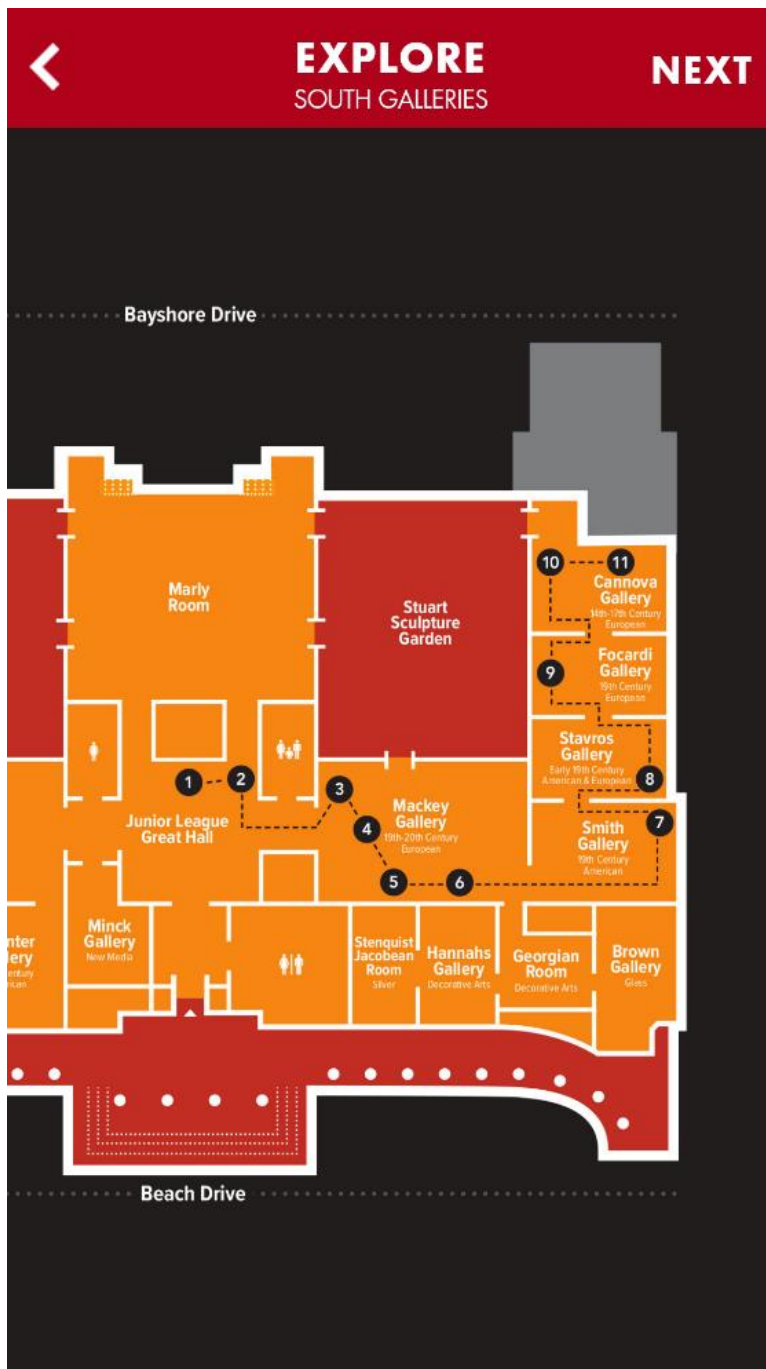 EXPLORE
SOUTH GALLERIES
NEXT
Bayshore Drive
Marly
Room
Stuart
Sculpture
Garden
10
11
Cannova
Gallery
14th-17th Century
European
9
Focardi
Gallery
19th Century
European
Stavros
Gallery
Early 19th Century
American & European
8
1
2
3
Junior League
Great Hall
4
Mackey
Gallery
19th-20th Century
European
5
6
7
Smith
Gallery
19th Century
American
Minck
Gallery
New Media
Stenquist
Jacobean
Room
Silver
Hannahs
Gallery
Decorative Arts
Georgian
Room
Decorative Arts
Brown
Gallery
Glass
Beach Drive